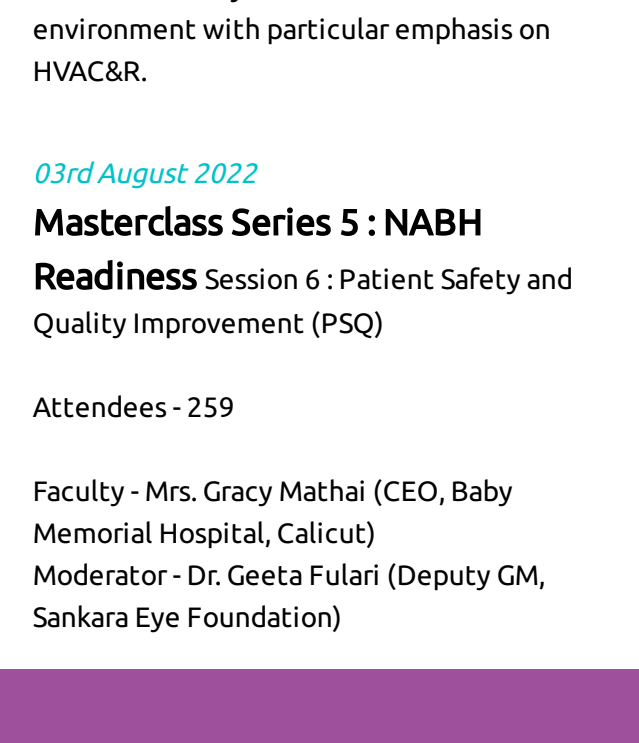 environment with particular emphasis on
HVAC&R.
03rd August 2022
Masterclass Series 5 : NABH
Readiness Session 6 : Patient Safety and
Quality Improvement (PSQ)
Attendees - 259
Faculty - Mrs. Gracy Mathai (CEO, Baby
Memorial Hospital, Calicut)
Moderator - Dr. Geeta Fulari (Deputy GM,
Sankara Eye Foundation)